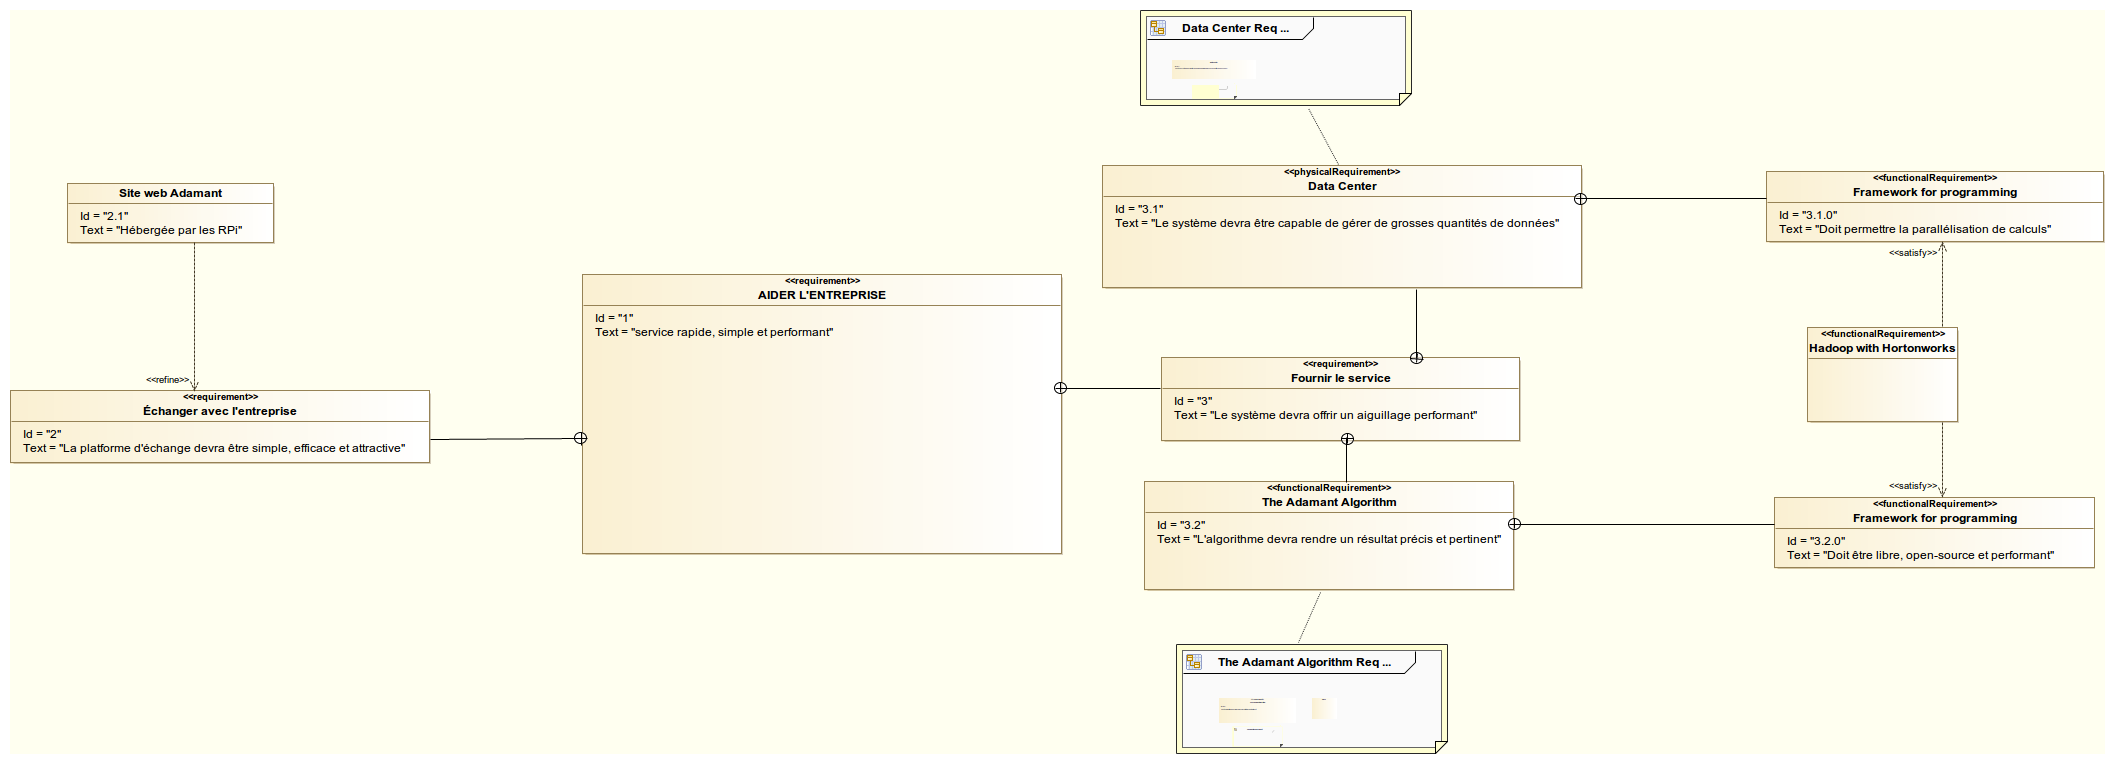 Data Center Req ...
<<physicalRequirement>>
Data Center
Id = "3.1"
Text = "Le système devra être capable de gérer de grosses quantités de données"
<<functionalRequirement>>
Framework for programming
Id = "3.1.0"
Text = "Doit permettre la parallélisation de calculs"
Site web Adamant
Id = "2.1"
Text = "Hébergée par les RPi"
<<satisfy>>
<<requirement>>
AIDER L'ENTREPRISE
Id = "1"
Text = "service rapide, simple et performant"
<<functionalRequirement>>
Hadoop with Hortonworks
<<requirement>>
Fournir le service
Id = "3"
Text = "Le système devra offrir un aiguillage performant"
<<refine>>
<<requirement>>
Échanger avec l'entreprise
Id = "2"
Text = "La platforme d'échange devra être simple, efficace et attractive"
<<functionalRequirement>>
The Adamant Algorithm
Id = "3.2"
Text = "L'algorithme devra rendre un résultat précis et pertinent"
<<satisfy>>
<<functionalRequirement>>
Framework for programming
Id = "3.2.0"
Text = "Doit être libre, open-source et performant"
The Adamant Algorithm Req ...